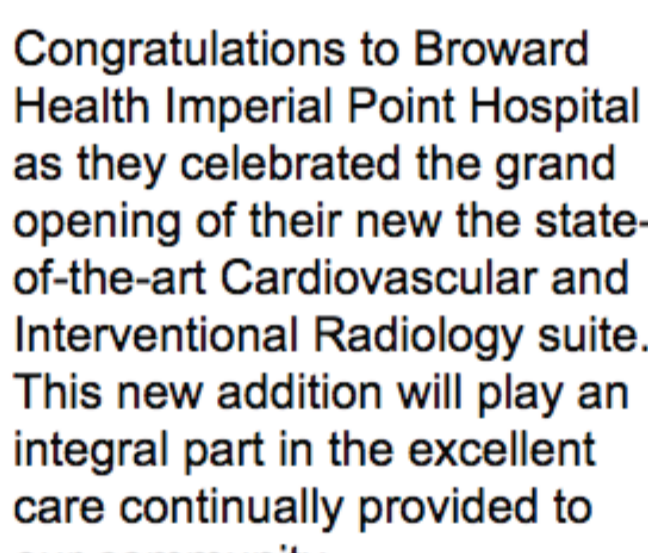 Congratulations to Broward
Health Imperial Point Hospital
as they celebrated the grand
opening of their new the state-
of-the-art Cardiovascular and
Interventional Radiology suite.
This new addition will play an
integral part in the excellent
care continually provided to